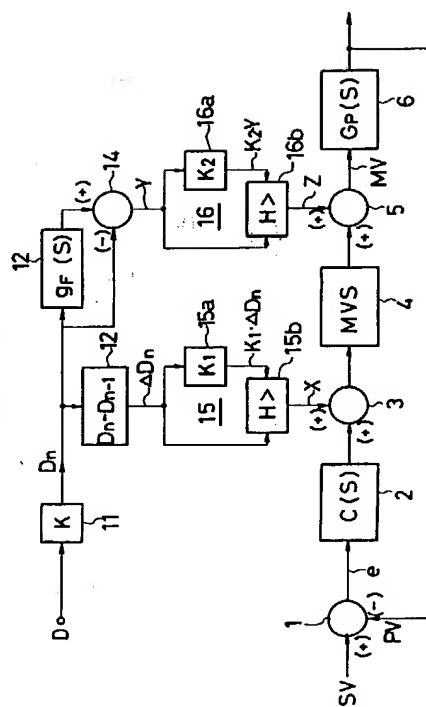 D
K
11
Dn
12
gF (S)
(+)
(-)
14
12
Dn-Dn-1
ΔDn
Y
K1
15a
15
K1·ΔDn
H>
15b
X
(+)
K2
16a
16
K2·Y
H>
16b
Z
(+)
SV
(+)
1
(-)
PV
e
C(S)
2
(+)
3
MVS
4
(+)
5
MV
GP(S)
6